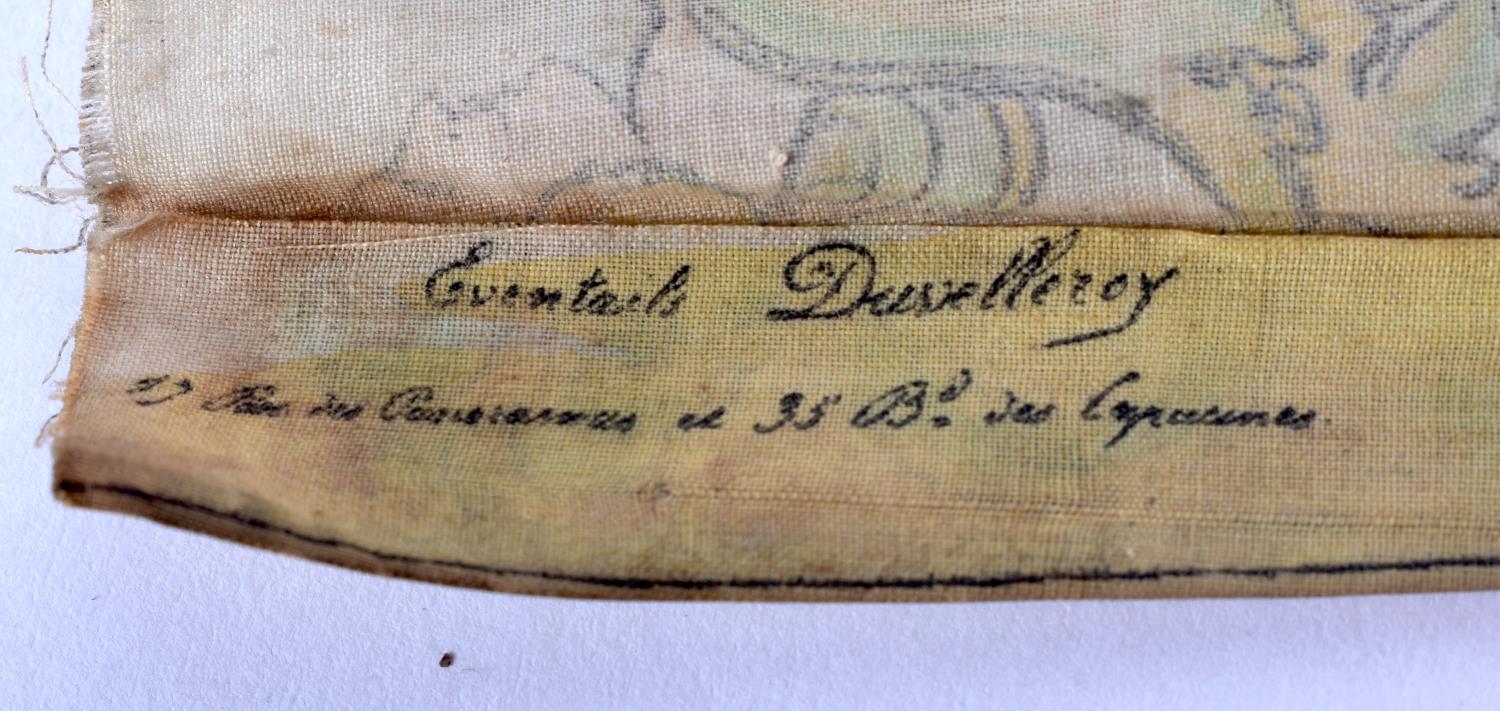 Eventails Duvelleroy
17 Pas. des Panoramas et 35 Bd. des Capucines.